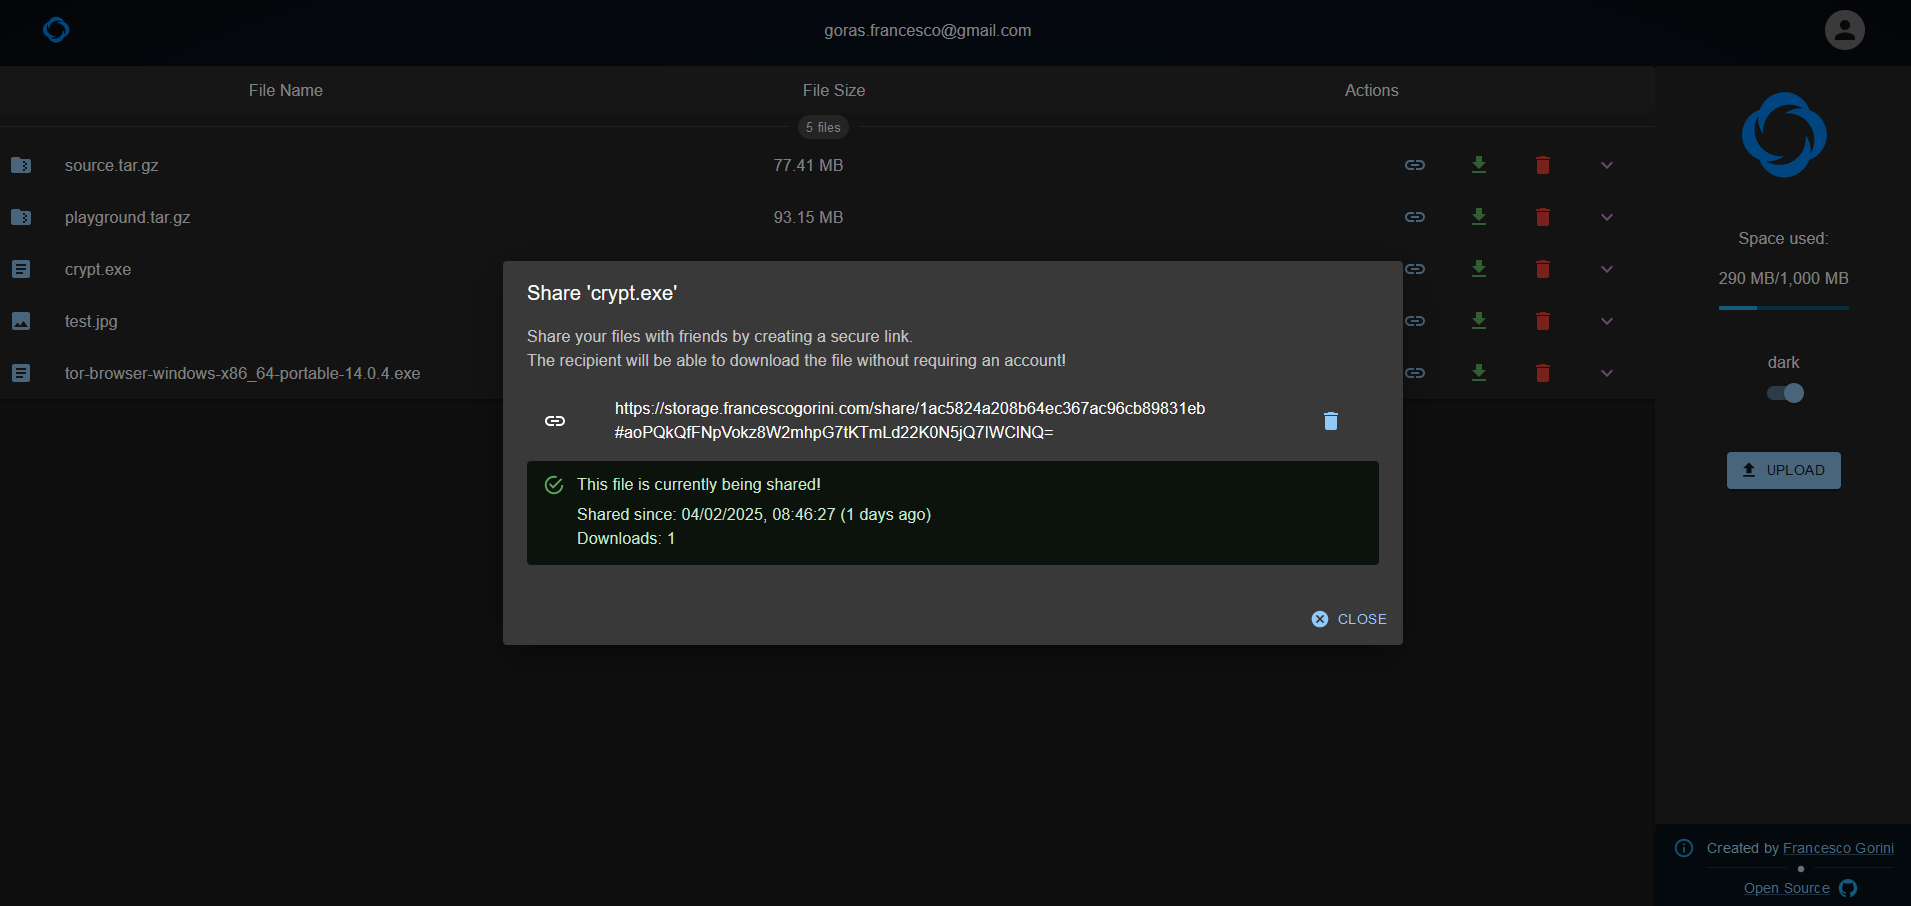 goras.francesco@gmail.com
File Name File Size Actions
5 files
source.tar.gz 77.41 MB
playground.tar.gz 93.15 MB
crypt.exe
test.jpg
tor-browser-windows-x86_64-portable-14.0.4.exe
Share 'crypt.exe'
Share your files with friends by creating a secure link.
The recipient will be able to download the file without requiring an account!
https://storage.francescogorini.com/share/1ac5824a208b64ec367ac96cb89831eb
#aoPQkQfFNpVokz8W2mhpG7tKTmLd22K0N5jQ7IWClNQ=
This file is currently being shared!
Shared since: 04/02/2025, 08:46:27 (1 days ago)
Downloads: 1
CLOSE
Space used:
290 MB/1,000 MB
dark
UPLOAD
Created by Francesco Gorini
Open Source